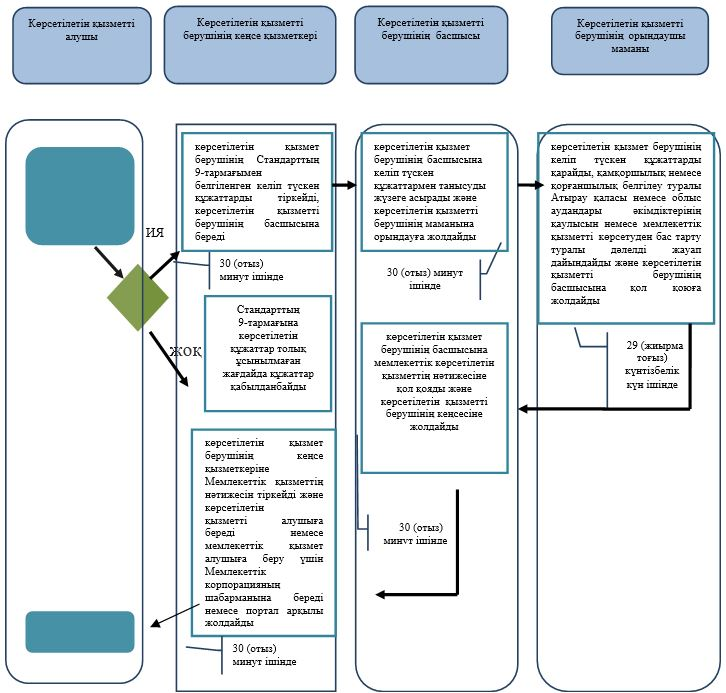 Көрсетілетін қызметті
алушы
Көрсетілетін қызметті
берушінің кеңсе қызметкері
Көрсетілетін қызметті
берушінің  басшысы
Көрсетілетін қызметті
берушінің орындаушы
маманы
көрсетілетін қызмет
берушінің Стандарттың
9-тармағымен
белгіленген келіп түскен
құжаттарды тіркейді,
көрсетілетін қызметті
берушінің басшысына
береді
көрсетілетін қызмет
берушінің басшысына
келіп түскен
құжаттармен танысуды
жүзеге асырады және
көрсетілетін қызметті
берушінің маманына
орындауға жолдайды
көрсетілетін қызмет берушінің
келіп түскен құжаттарды
қарайды, қамқоршылық немесе
қорғаншылық белгілеу туралы
Атырау қаласы немесе облыс
аудандары әкімдіктерінің
қаулысын немесе мемлекеттік
қызметті көрсетуден бас тарту
туралы дәлелді жауап
дайындайды және көрсетілетін
қызметті берушінің
басшысына қол қоюға
жолдайды
ИЯ
30 (отыз)
минут ішінде
30 (отыз) минут
ішінде
Стандарттың
9-тармағына
көрсетілетін
құжаттар толық
ұсынылмаған
жағдайда құжаттар
қабылданбайды
ЖОҚ
көрсетілетін қызмет
берушінің басшысына
мемлекеттік көрсетілетін
қызметтің нәтижесіне
қол қояды және
көрсетілетін  қызметті
берушінің кеңсесіне
жолдайды
29 (жиырма
тоғыз)
күнтізбелік
күн ішінде
көрсетілетін қызмет
берушінің кеңсе
қызметкеріне
Мемлекеттік қызметтің
нәтижесін тіркейді және
көрсетілетін
қызметті алушыға
береді немесе
мемлекеттік қызмет
алушыға беру үшін
Мемлекеттік
корпорацияның
шабарманына береді
немесе портал арқылы
жолдайды
30 (отыз)
минут ішінде
30 (отыз)
минут ішінде